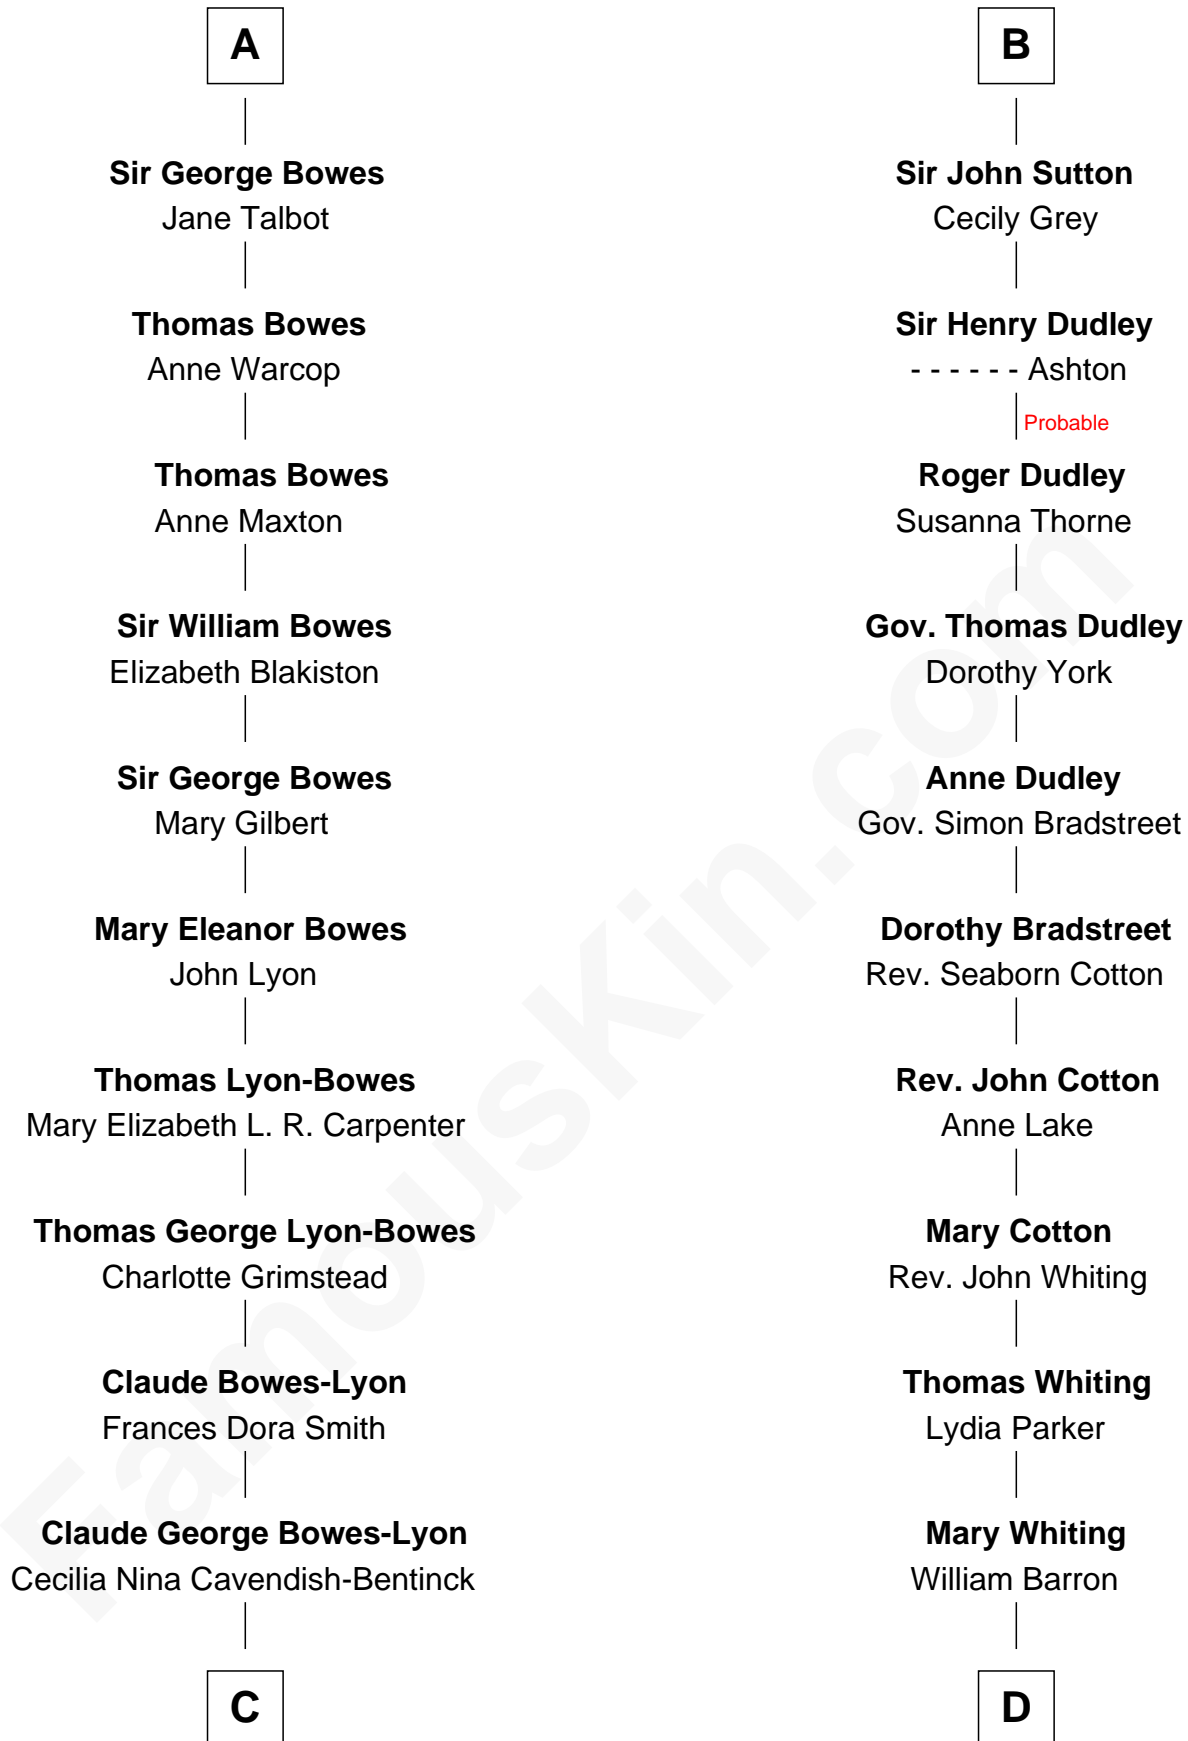 A
Sir George Bowes
Jane Talbot
Thomas Bowes
Anne Warcop
Thomas Bowes
Anne Maxton
Sir William Bowes
Elizabeth Blakiston
Sir George Bowes
Mary Gilbert
Mary Eleanor Bowes
John Lyon
Thomas Lyon-Bowes
Mary Elizabeth L. R. Carpenter
Thomas George Lyon-Bowes
Charlotte Grimstead
Claude Bowes-Lyon
Frances Dora Smith
Claude George Bowes-Lyon
Cecilia Nina Cavendish-Bentinck
C
B
Sir John Sutton
Cecily Grey
Sir Henry Dudley
- - - - - - Ashton
Probable
Roger Dudley
Susanna Thorne
Gov. Thomas Dudley
Dorothy York
Anne Dudley
Gov. Simon Bradstreet
Dorothy Bradstreet
Rev. Seaborn Cotton
Rev. John Cotton
Anne Lake
Mary Cotton
Rev. John Whiting
Thomas Whiting
Lydia Parker
Mary Whiting
William Barron
D
FamousKin.com